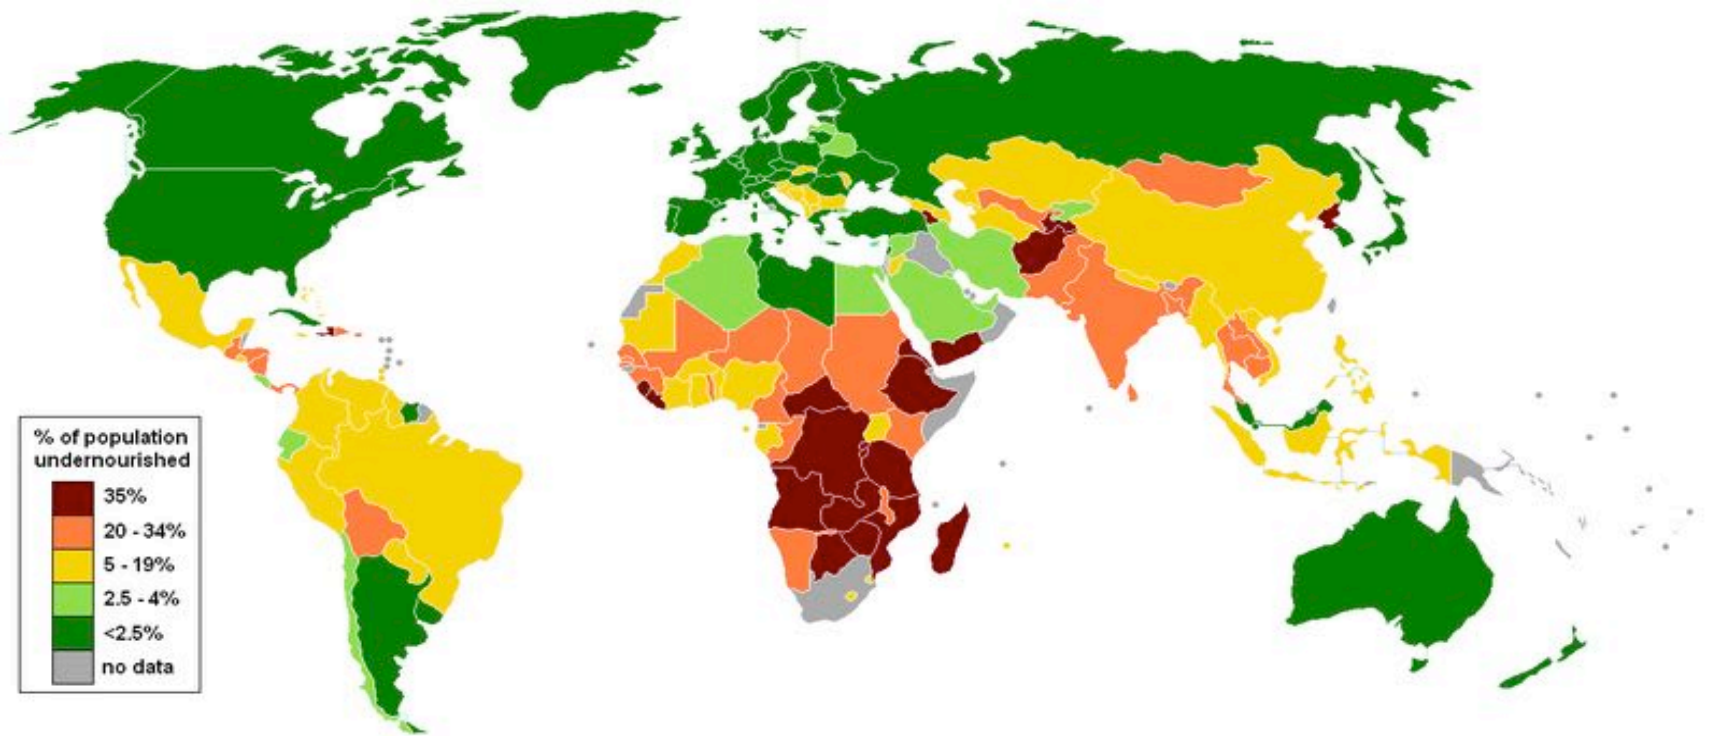 % of population
undernourished
35%
20 - 34%
5 - 19%
2.5 - 4%
<2.5%
no data